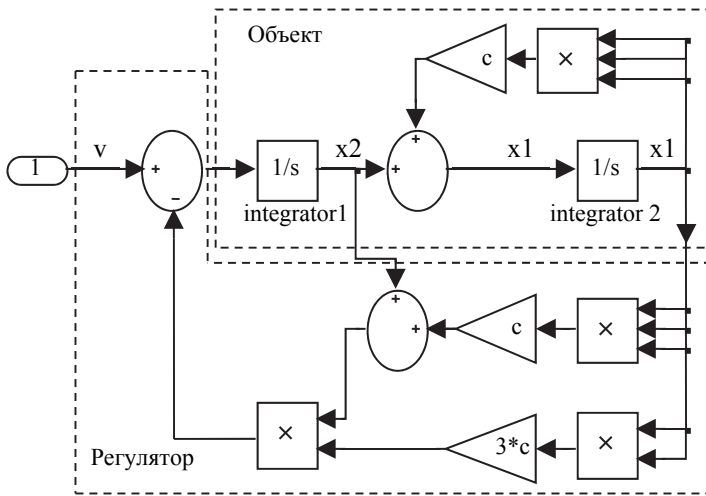 Объект
c
×
v
x2
x1
x1
1
+
−
1/s
+
+
1/s
integrator1
integrator 2
+
+
c
×
×
3*c
×
Регулятор